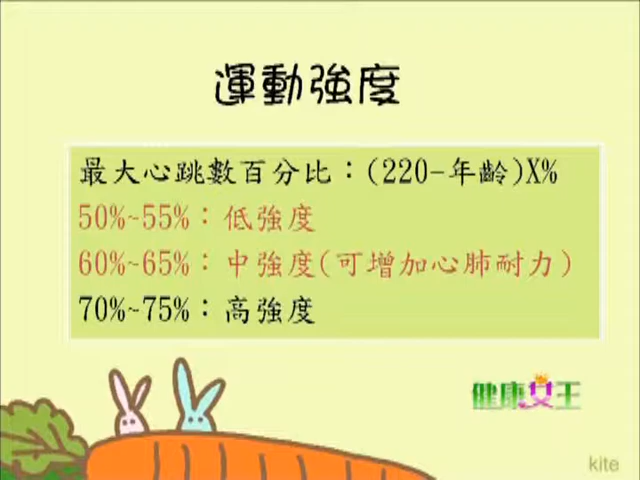 運動強度
最大心跳數百分比：(220-年齡)X%
50%~55%：低強度
60%~65%：中強度(可增加心肺耐力)
70%~75%：高強度
健康女王
kite